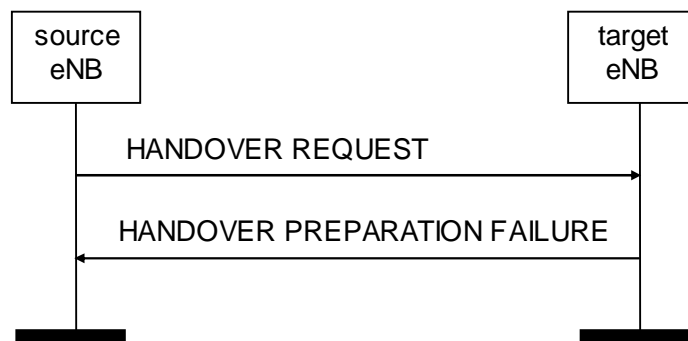 source
eNB
target
eNB
HANDOVER REQUEST
HANDOVER PREPARATION FAILURE